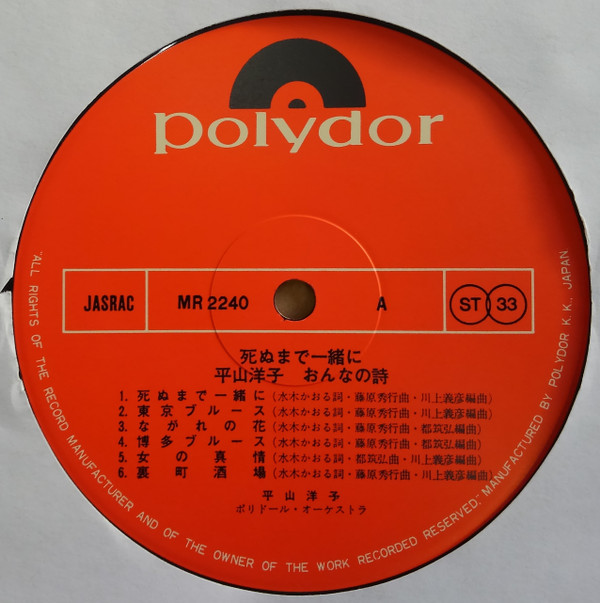 polydor
JASRAC MR 2240 A ST 33
死ぬまで一緒に
平山洋子 おんなの詩
1. 死ぬまで一緒に(水木かおる詞・藤原秀行曲・川上義彦編曲)
2. 東京ブルース(水木かおる詞・藤原秀行曲・川上義彦編曲)
3. ながれの花(水木かおる詞・藤原秀行曲・都筑弘編曲)
4. 博多ブルース(水木かおる詞・藤原秀行曲・都筑弘編曲)
5. 女の真情(水木かおる詞・都筑弘曲・川上義彦編曲)
6. 裏町酒場(水木かおる詞・藤原秀行曲・川上義彦編曲)
平山洋子
ポリドール・オーケストラ
"ALL RIGHTS OF THE RECORD MANUFACTURER AND OF THE OWNER OF THE WORK RECORDED RESERVED." MANUFACTURED BY POLYDOR K.K., JAPAN